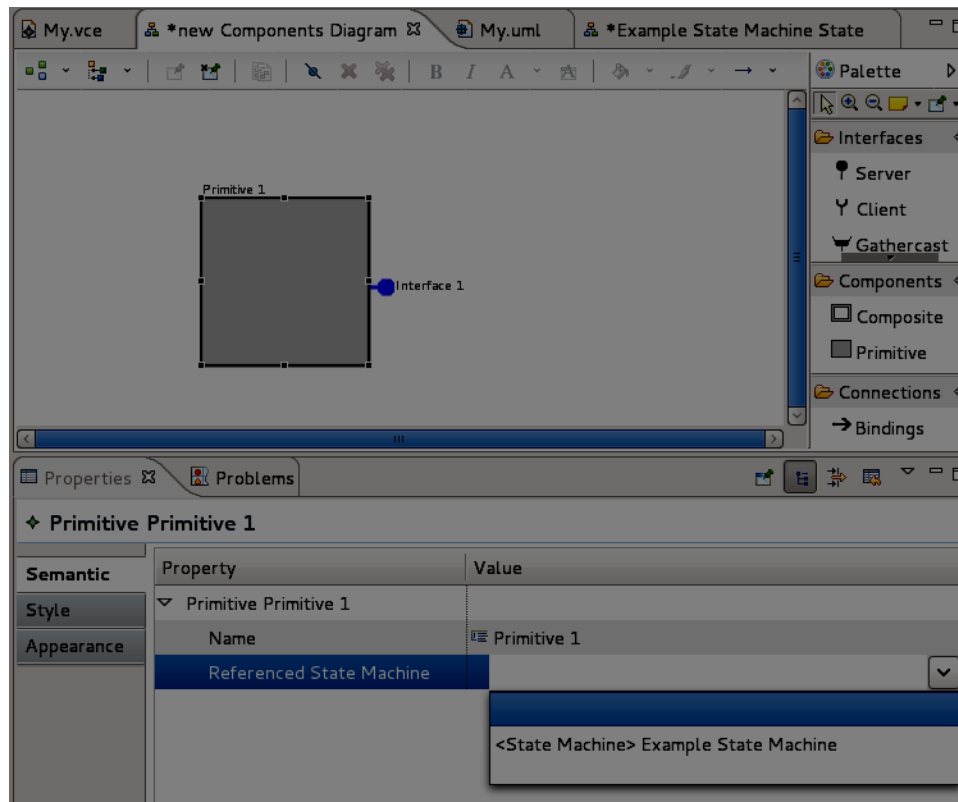 My.vce
*new Components Diagram
My.uml
*Example State Machine State
B I A A
Palette
Interfaces
Server
Client
Gathercast
Components
Composite
Primitive
Connections
Bindings
Primitive 1
Interface 1
Properties
Problems
Primitive Primitive 1
Semantic
Style
Appearance
Property Value
Primitive Primitive 1
Name Primitive 1
Referenced State Machine
<State Machine> Example State Machine